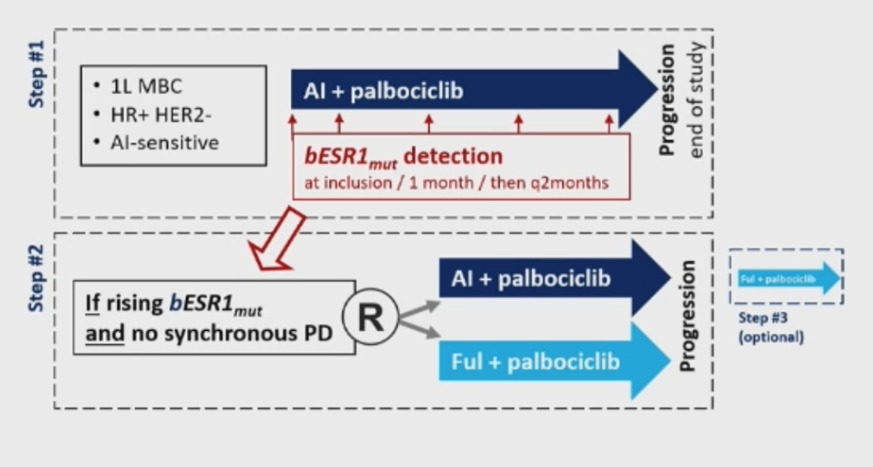 Step #1
• 1L MBC
• HR+ HER2-
• AI-sensitive
AI + palbociclib
bESR1mut detection
at inclusion / 1 month / then q2months
Progression
end of study
Step #2
If rising bESR1mut
and no synchronous PD
R
AI + palbociclib
Ful + palbociclib
Progression
Ful + palbociclib
Step #3
(optional)